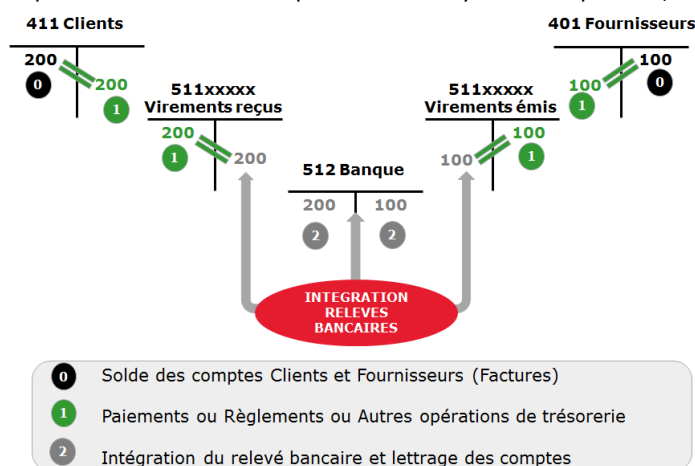 411 Clients
401 Fournisseurs
200
100
0
200
1
100
1
0
511xxxxx
Virements reçus
511xxxxx
Virements émis
200
1
200
100
100
1
512 Banque
200
100
2
2
INTEGRATION
RELEVES
BANCAIRES
0 Solde des comptes Clients et Fournisseurs (Factures)
1 Paiements ou Règlements ou Autres opérations de trésorerie
2 Intégration du relevé bancaire et lettrage des comptes